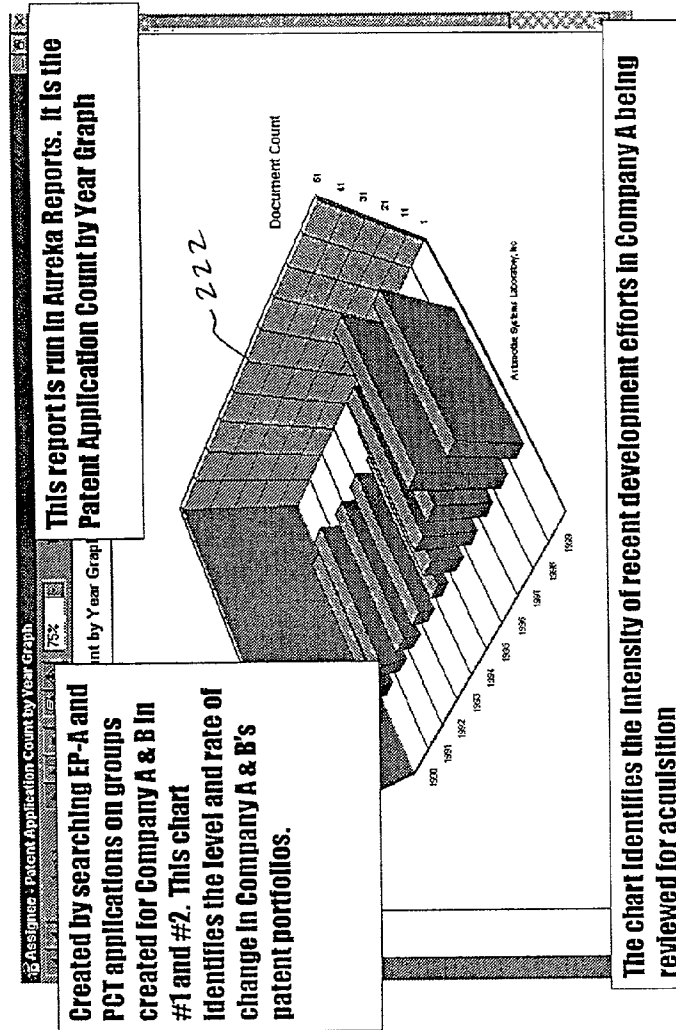 Assignee - Patent Application Count by Year Graph
75%
nt by Year Grap
This report is run in Aureka Reports. It is the
Patent Application Count by Year Graph
Created by searching EP-A and
PCT applications on groups
created for Company A & B in
#1 and #2. This chart
identifies the level and rate of
change in Company A & B's
patent portfolios.
222
Document Count
51
41
31
21
11
1
Automotive Systems Laboratory, Inc
1990
1991
1992
1993
1994
1995
1996
1997
1998
1999
The chart identifies the intensity of recent development efforts in Company A being
reviewed for acquisition